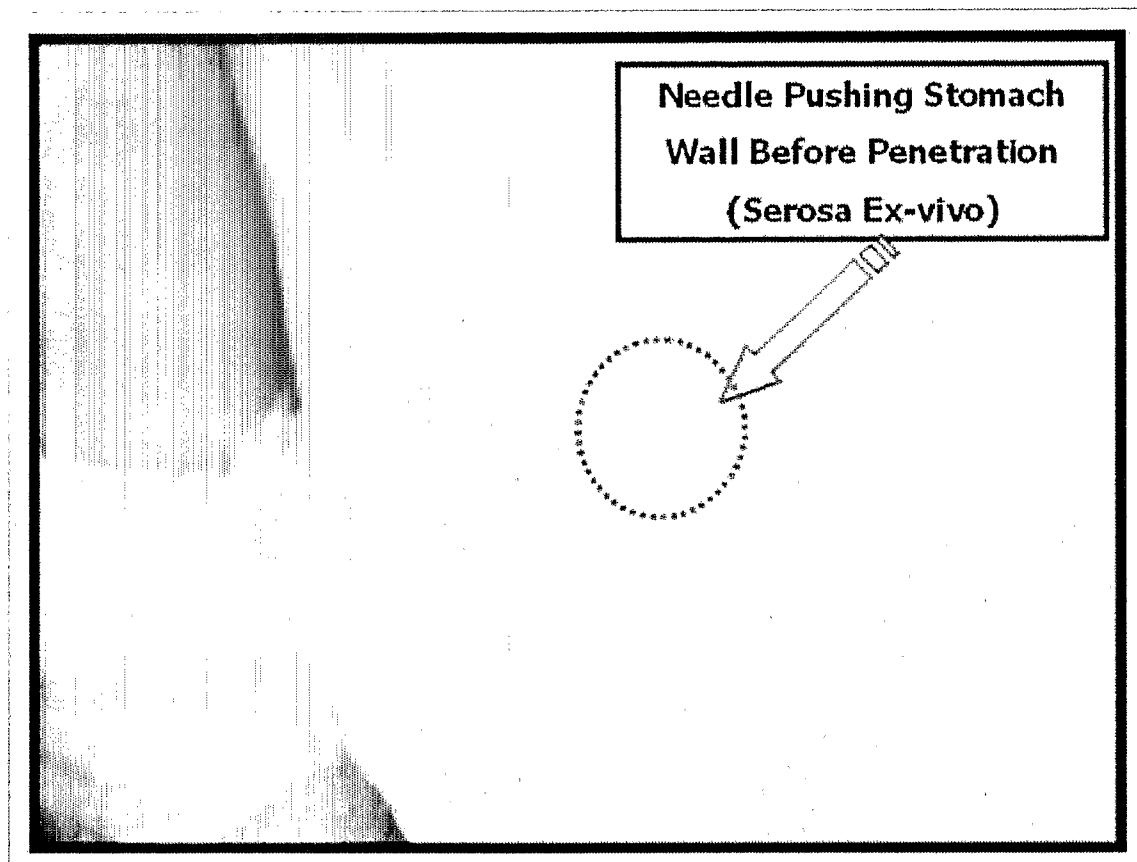 Needle Pushing Stomach
Wall Before Penetration
(Serosa Ex-vivo)